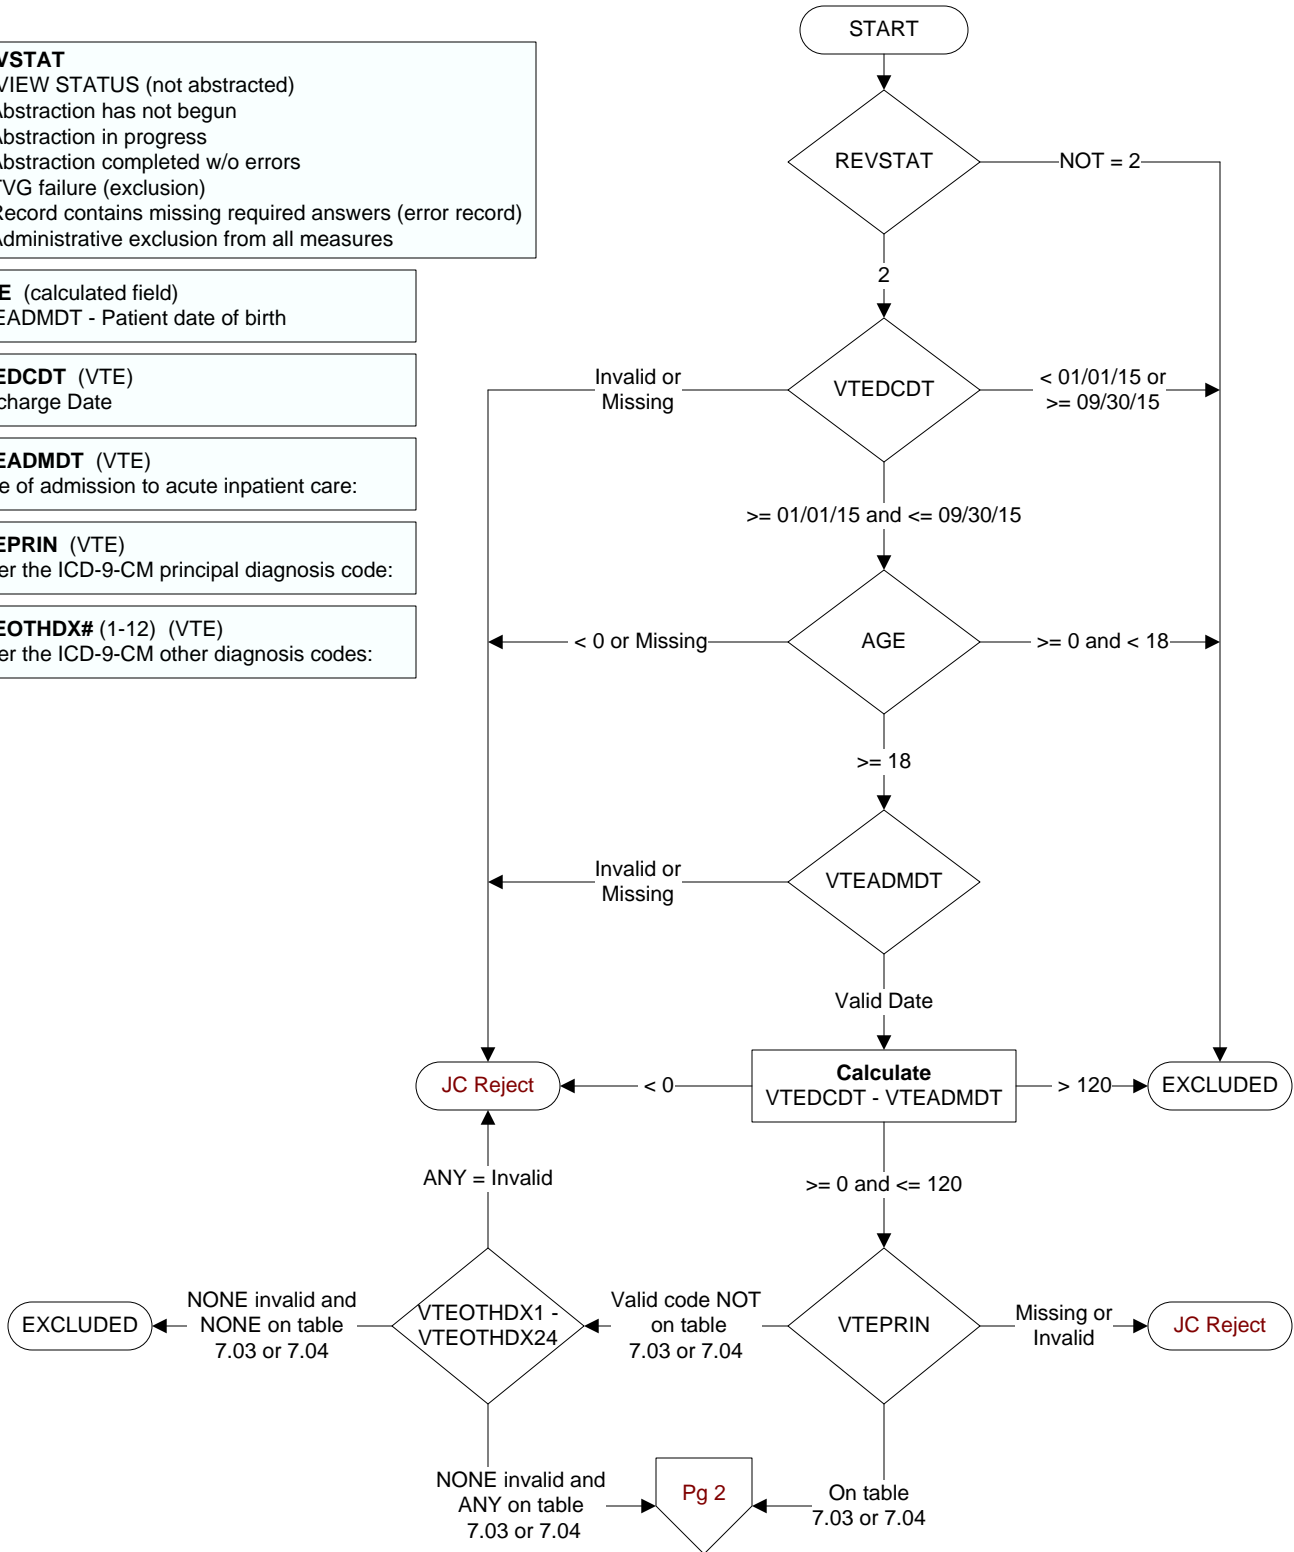 START
VSTAT
VIEW STATUS (not abstracted)
Abstraction has not begun
Abstraction in progress
Abstraction completed w/o errors
TVG failure (exclusion)
Record contains missing required answers (error record)
Administrative exclusion from all measures
E (calculated field)
EADMDT - Patient date of birth
EDCDT (VTE)
charge Date
EADMDT (VTE)
e of admission to acute inpatient care:
EPRIN (VTE)
er the ICD-9-CM principal diagnosis code:
EOTHDX# (1-12) (VTE)
er the ICD-9-CM other diagnosis codes:
REVSTAT
NOT = 2
2
Invalid or
Missing
VTEDCDT
< 01/01/15 or
>= 09/30/15
>= 01/01/15 and <= 09/30/15
< 0 or Missing
AGE
>= 0 and < 18
>= 18
Invalid or
Missing
VTEADMDT
Valid Date
JC Reject
< 0
Calculate
VTEDCDT - VTEADMDT
> 120
EXCLUDED
ANY = Invalid
>= 0 and <= 120
EXCLUDED
NONE invalid and
NONE on table
7.03 or 7.04
VTEOTHDX1 -
VTEOTHDX24
Valid code NOT
on table
7.03 or 7.04
VTEPRIN
Missing or
Invalid
JC Reject
NONE invalid and
ANY on table
7.03 or 7.04
Pg 2
On table
7.03 or 7.04